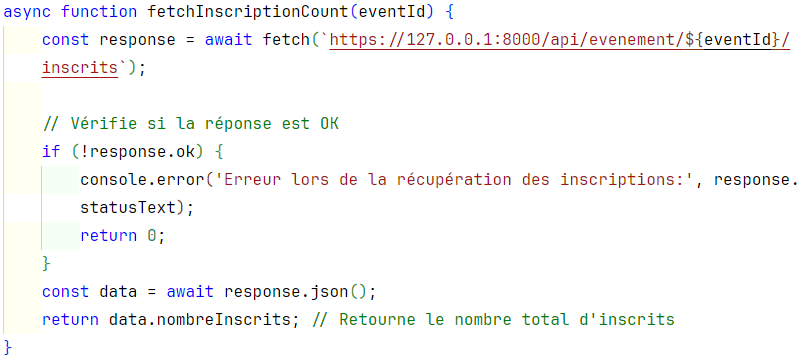 async function fetchInscriptionCount(eventId) {
const response = await fetch(`https://127.0.0.1:8000/api/evenement/${eventId}/
inscrits`);
// Vérifie si la réponse est OK
if (!response.ok) {
console.error('Erreur lors de la récupération des inscriptions:', response.
statusText);
return 0;
}
const data = await response.json();
return data.nombreInscrits; // Retourne le nombre total d'inscrits
}